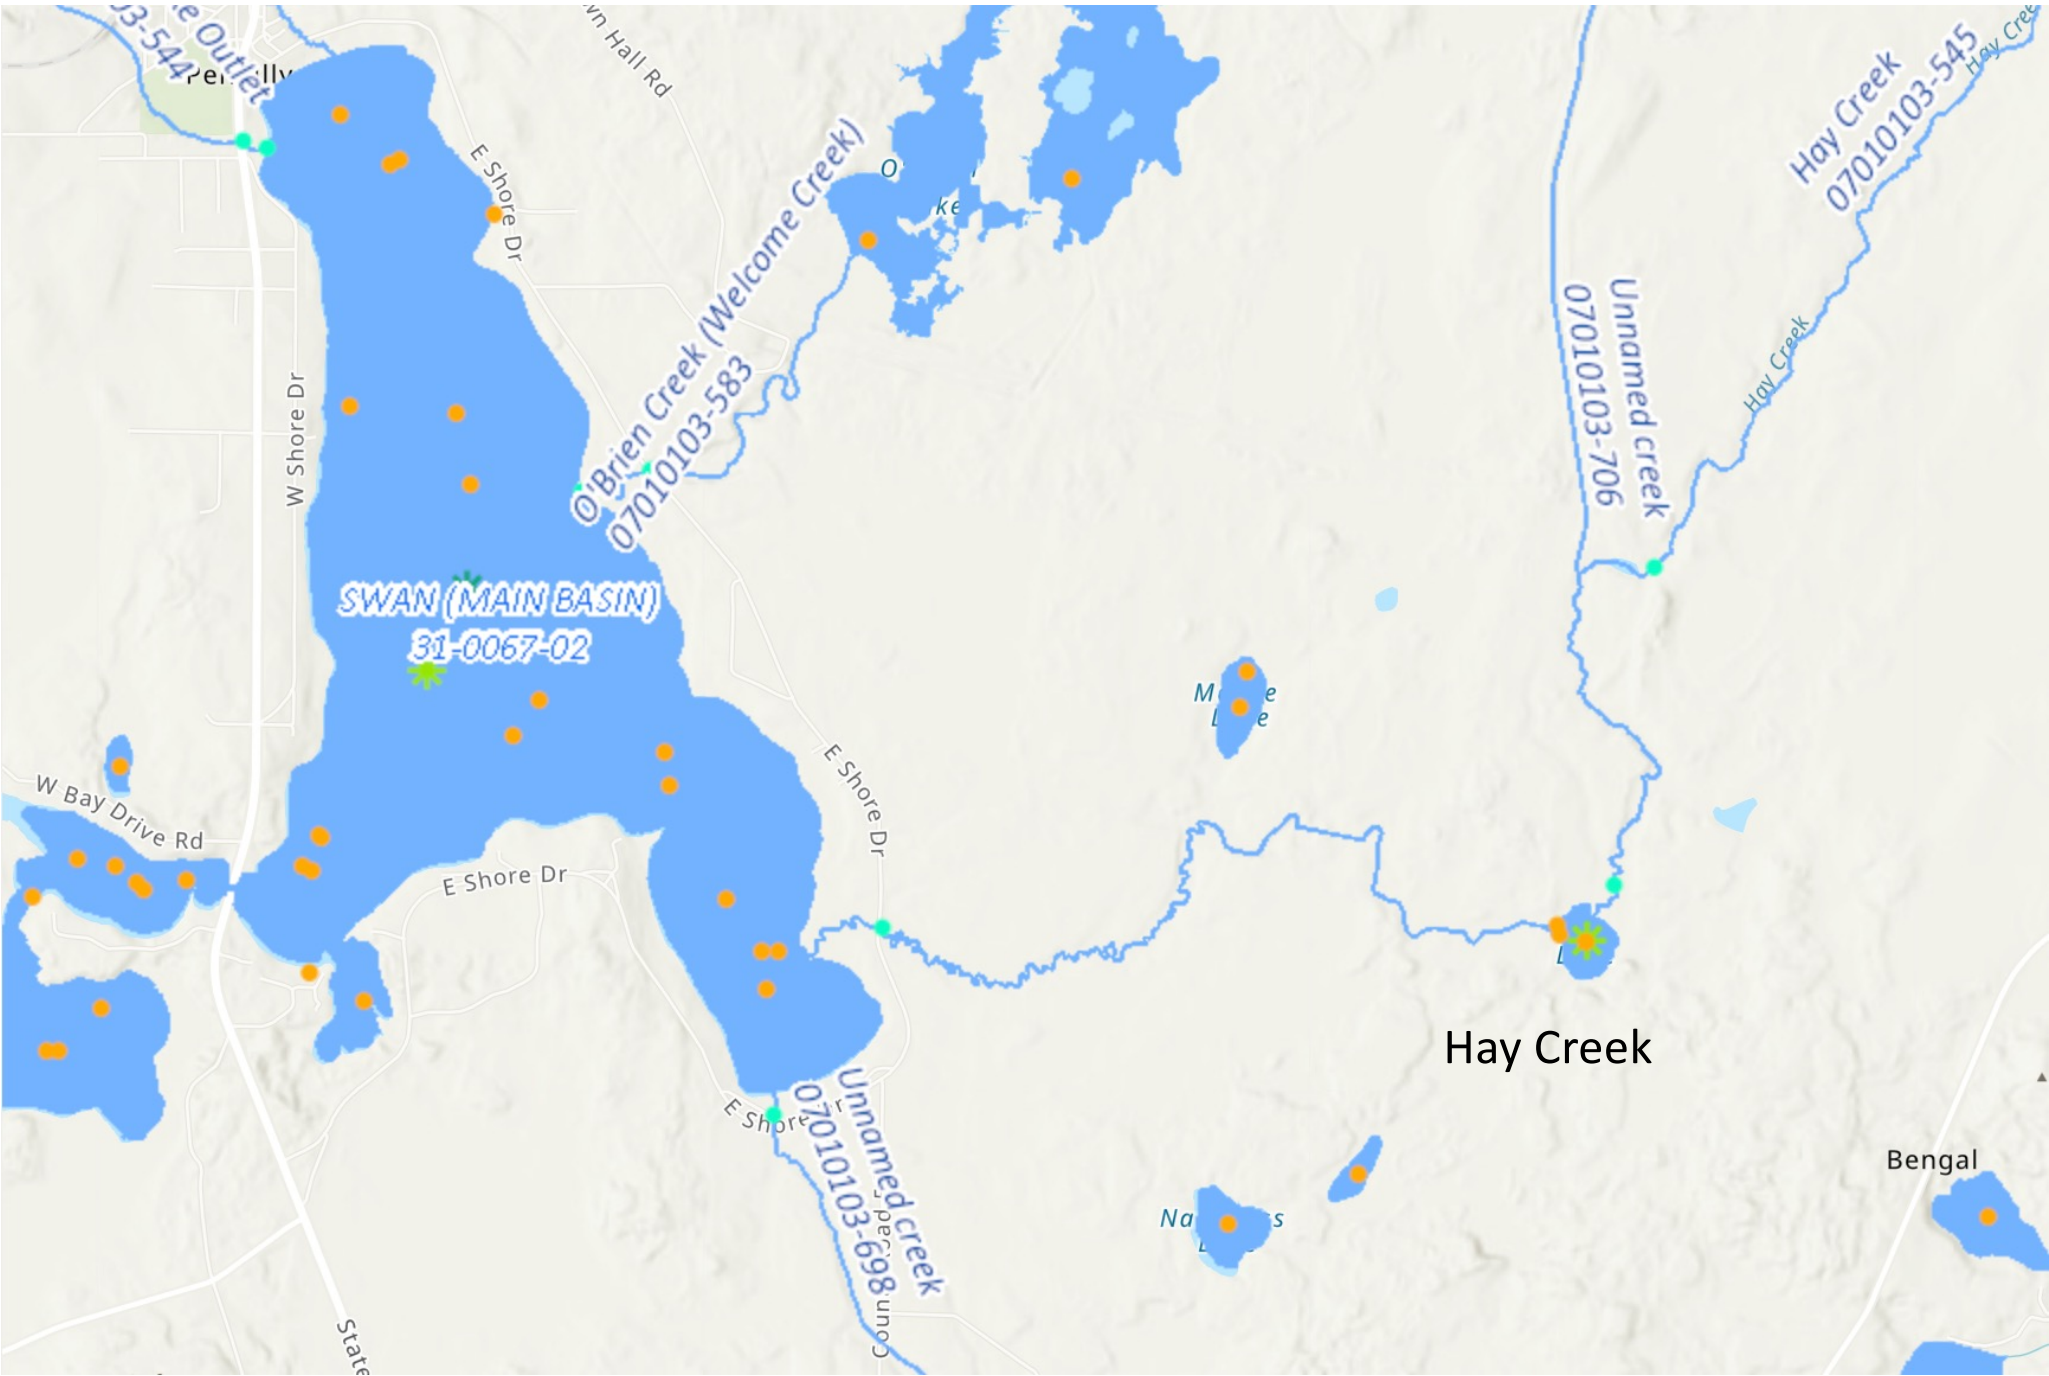 Outlet
03-544
E Shore Dr
W Shore Dr
O'Brien Creek (Welcome Creek)
07010103-583
Unnamed creek
07010103-706
Hay Creek
07010103-545
Hay Creek
Hall Rd
SWAN (MAIN BASIN)
31-0067-02
E Shore Dr
W Bay Drive Rd
E Shore Dr
Hay Creek
E Shore Dr
Unnamed creek
07010103-698
Bengal
State